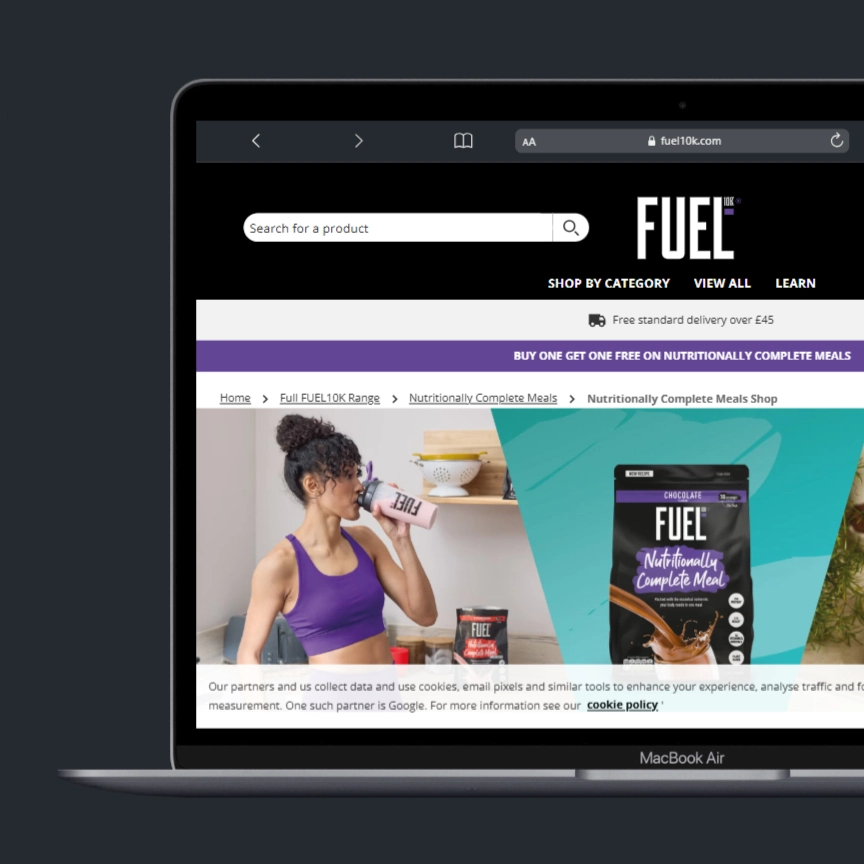 AA
fuel10k.com
Search for a product
FUEL 10K
SHOP BY CATEGORY VIEW ALL LEARN
Free standard delivery over £45
BUY ONE GET ONE FREE ON NUTRITIONALLY COMPLETE MEALS
Home > Full FUEL10K Range > Nutritionally Complete Meals > Nutritionally Complete Meals Shop
FUEL
FUEL
Nutritionally
Complete Meal
NEW RECIPE
CHOCOLATE
FUEL
Nutritionally
Complete Meal
Our partners and us collect data and use cookies, email pixels and similar tools to enhance your experience, analyse traffic and fo
measurement. One such partner is Google. For more information see our cookie policy '
MacBook Air